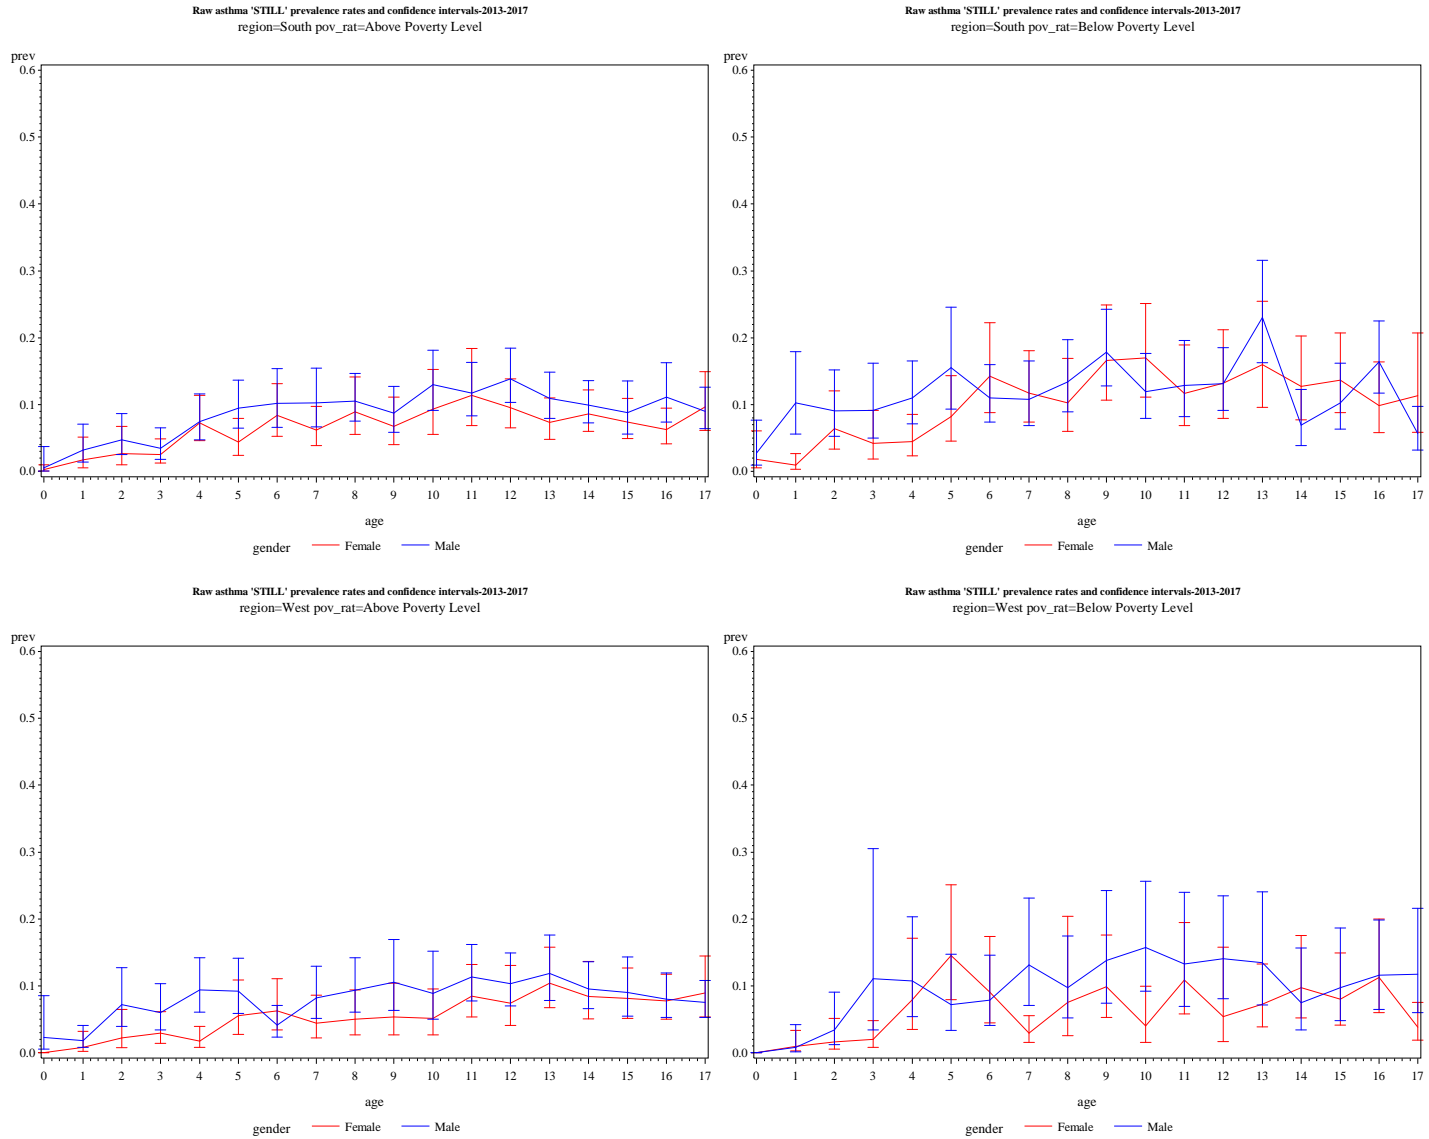 Raw asthma 'STILL' prevalence rates and confidence intervals-2013-2017
region=South pov_rat=Above Poverty Level
prev
0.6
0.5
0.4
0.3
0.2
0.1
0.0
0 1 2 3 4 5 6 7 8 9 10 11 12 13 14 15 16 17
age
gender Female Male
Raw asthma 'STILL' prevalence rates and confidence intervals-2013-2017
region=South pov_rat=Below Poverty Level
prev
0.6
0.5
0.4
0.3
0.2
0.1
0.0
0 1 2 3 4 5 6 7 8 9 10 11 12 13 14 15 16 17
age
gender Female Male
Raw asthma 'STILL' prevalence rates and confidence intervals-2013-2017
region=West pov_rat=Above Poverty Level
prev
0.6
0.5
0.4
0.3
0.2
0.1
0.0
0 1 2 3 4 5 6 7 8 9 10 11 12 13 14 15 16 17
age
gender Female Male
Raw asthma 'STILL' prevalence rates and confidence intervals-2013-2017
region=West pov_rat=Below Poverty Level
prev
0.6
0.5
0.4
0.3
0.2
0.1
0.0
0 1 2 3 4 5 6 7 8 9 10 11 12 13 14 15 16 17
age
gender Female Male